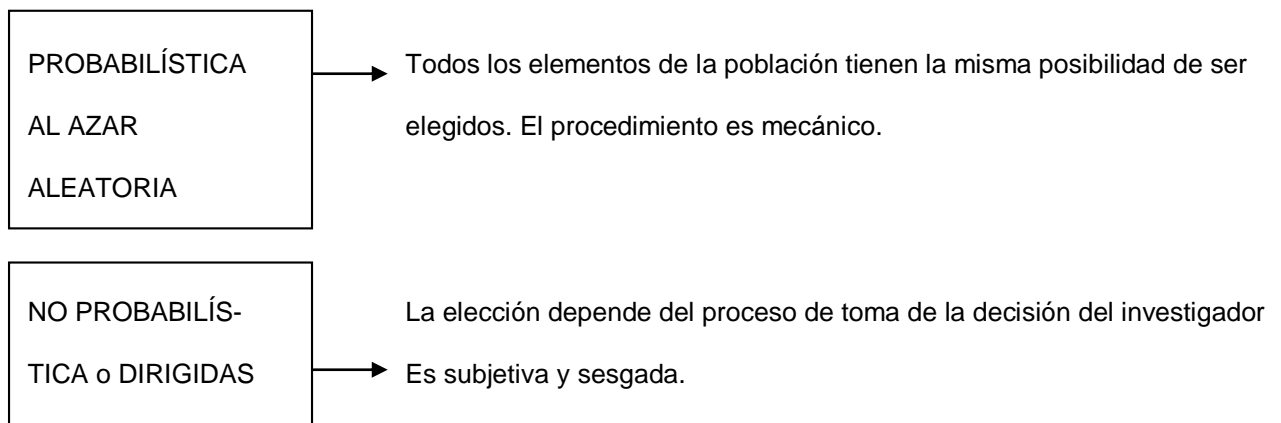 PROBABILÍSTICA
AL AZAR
ALEATORIA
Todos los elementos de la población tienen la misma posibilidad de ser
elegidos. El procedimiento es mecánico.
NO PROBABILÍS-
TICA o DIRIGIDAS
La elección depende del proceso de toma de la decisión del investigador
Es subjetiva y sesgada.